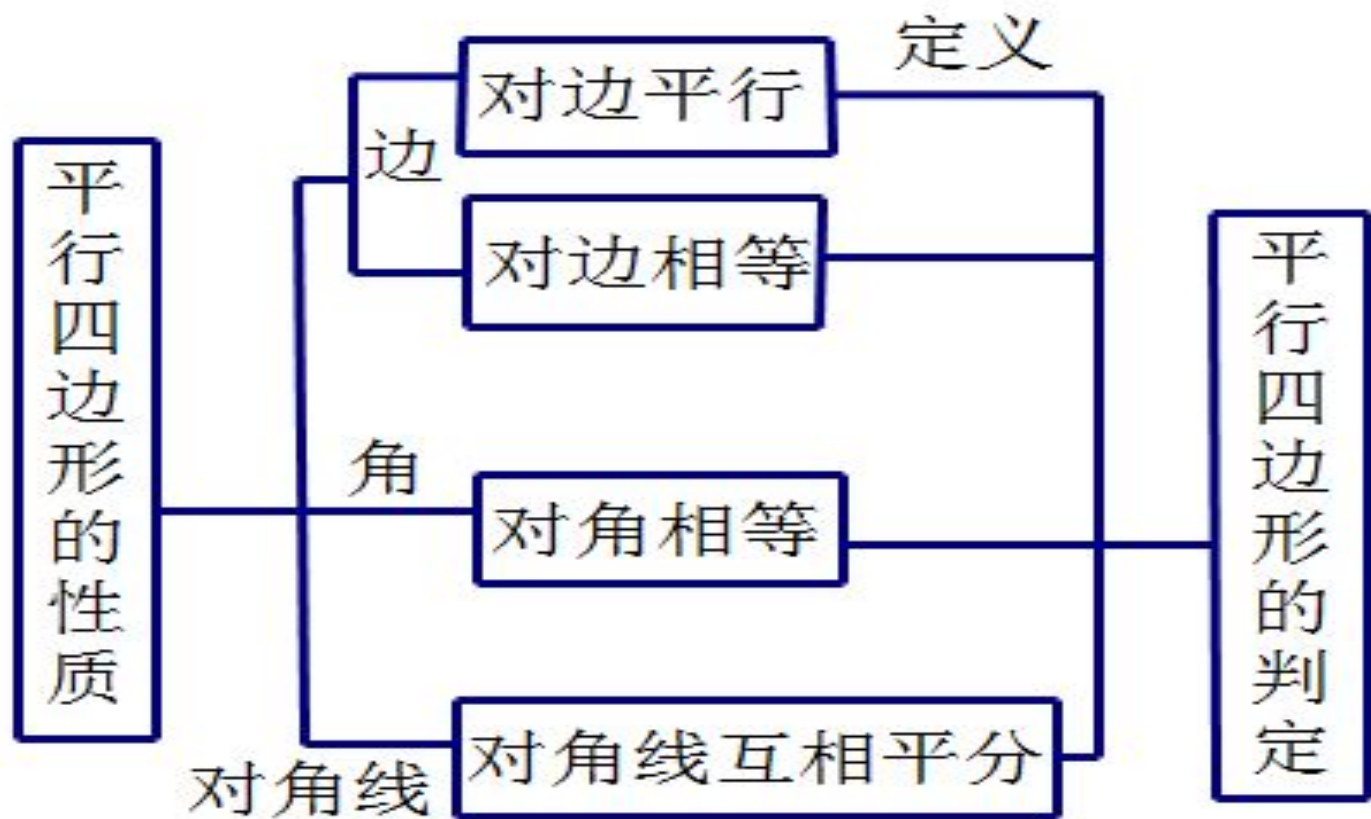 平行四边形的性质
边
角
对角线
对边平行
对边相等
对角相等
对角线互相平分
定义
平行四边形的判定